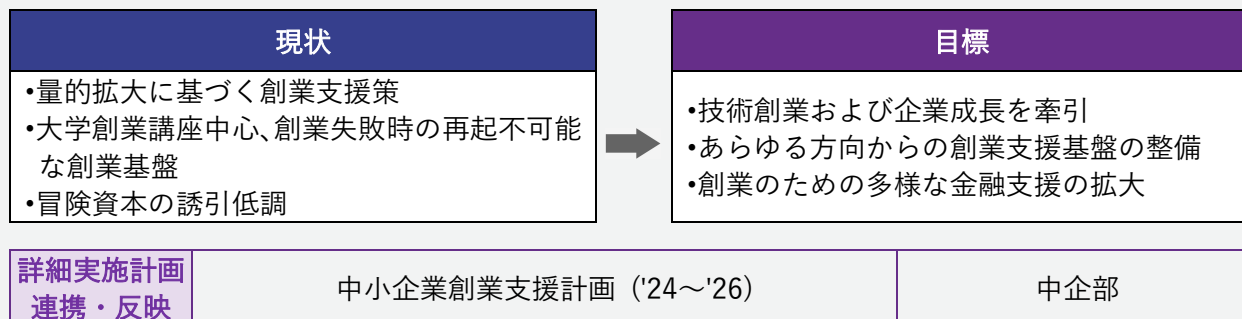 現状
•量的拡大に基づく創業支援策
•大学創業講座中心、創業失敗時の再起不可能
な創業基盤
•冒険資本の誘引低調
目標
•技術創業および企業成長を牽引
•あらゆる方向からの創業支援基盤の整備
•創業のための多様な金融支援の拡大
詳細実施計画
連携・反映
中小企業創業支援計画（'24～'26）
中企部